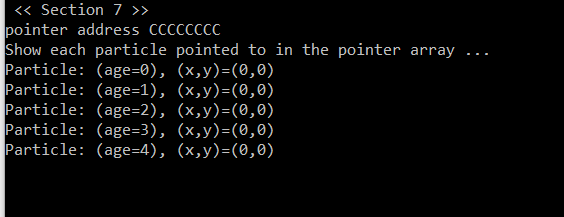 << Section 7 >>
pointer address CCCCCCCC
Show each particle pointed to in the pointer array ...
Particle: (age=0), (x,y)=(0,0)
Particle: (age=1), (x,y)=(0,0)
Particle: (age=2), (x,y)=(0,0)
Particle: (age=3), (x,y)=(0,0)
Particle: (age=4), (x,y)=(0,0)